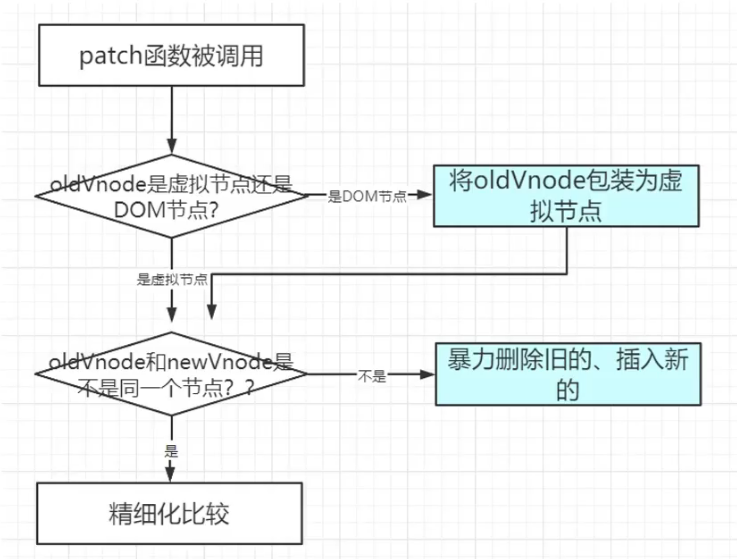 patch函数被调用
oldVnode是虚拟节点还是
DOM节点？
是DOM节点
将oldVnode包装为虚
拟节点
是虚拟节点
oldVnode和newVnode是
不是同一个节点？？
不是
暴力删除旧的、插入新
的
是
精细化比较